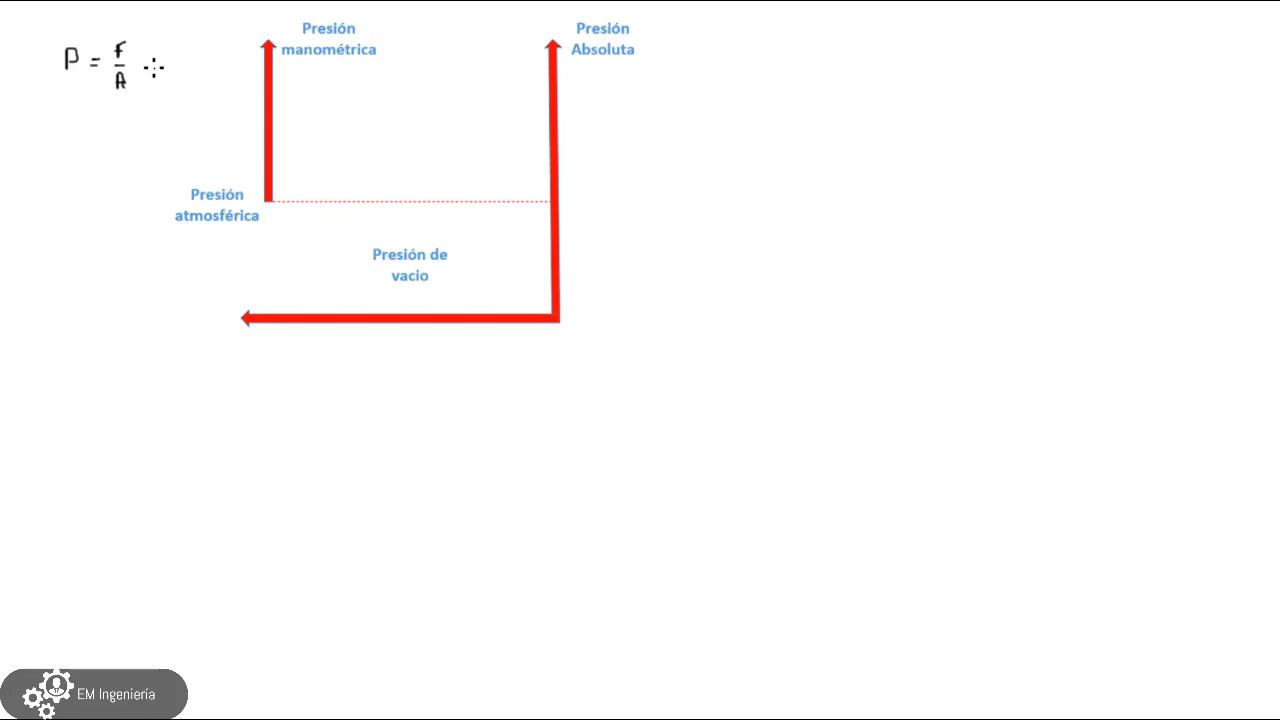 P = F/A
Presión
manométrica
Presión
Absoluta
Presión
atmosférica
Presión de
vacio
EM Ingeniería